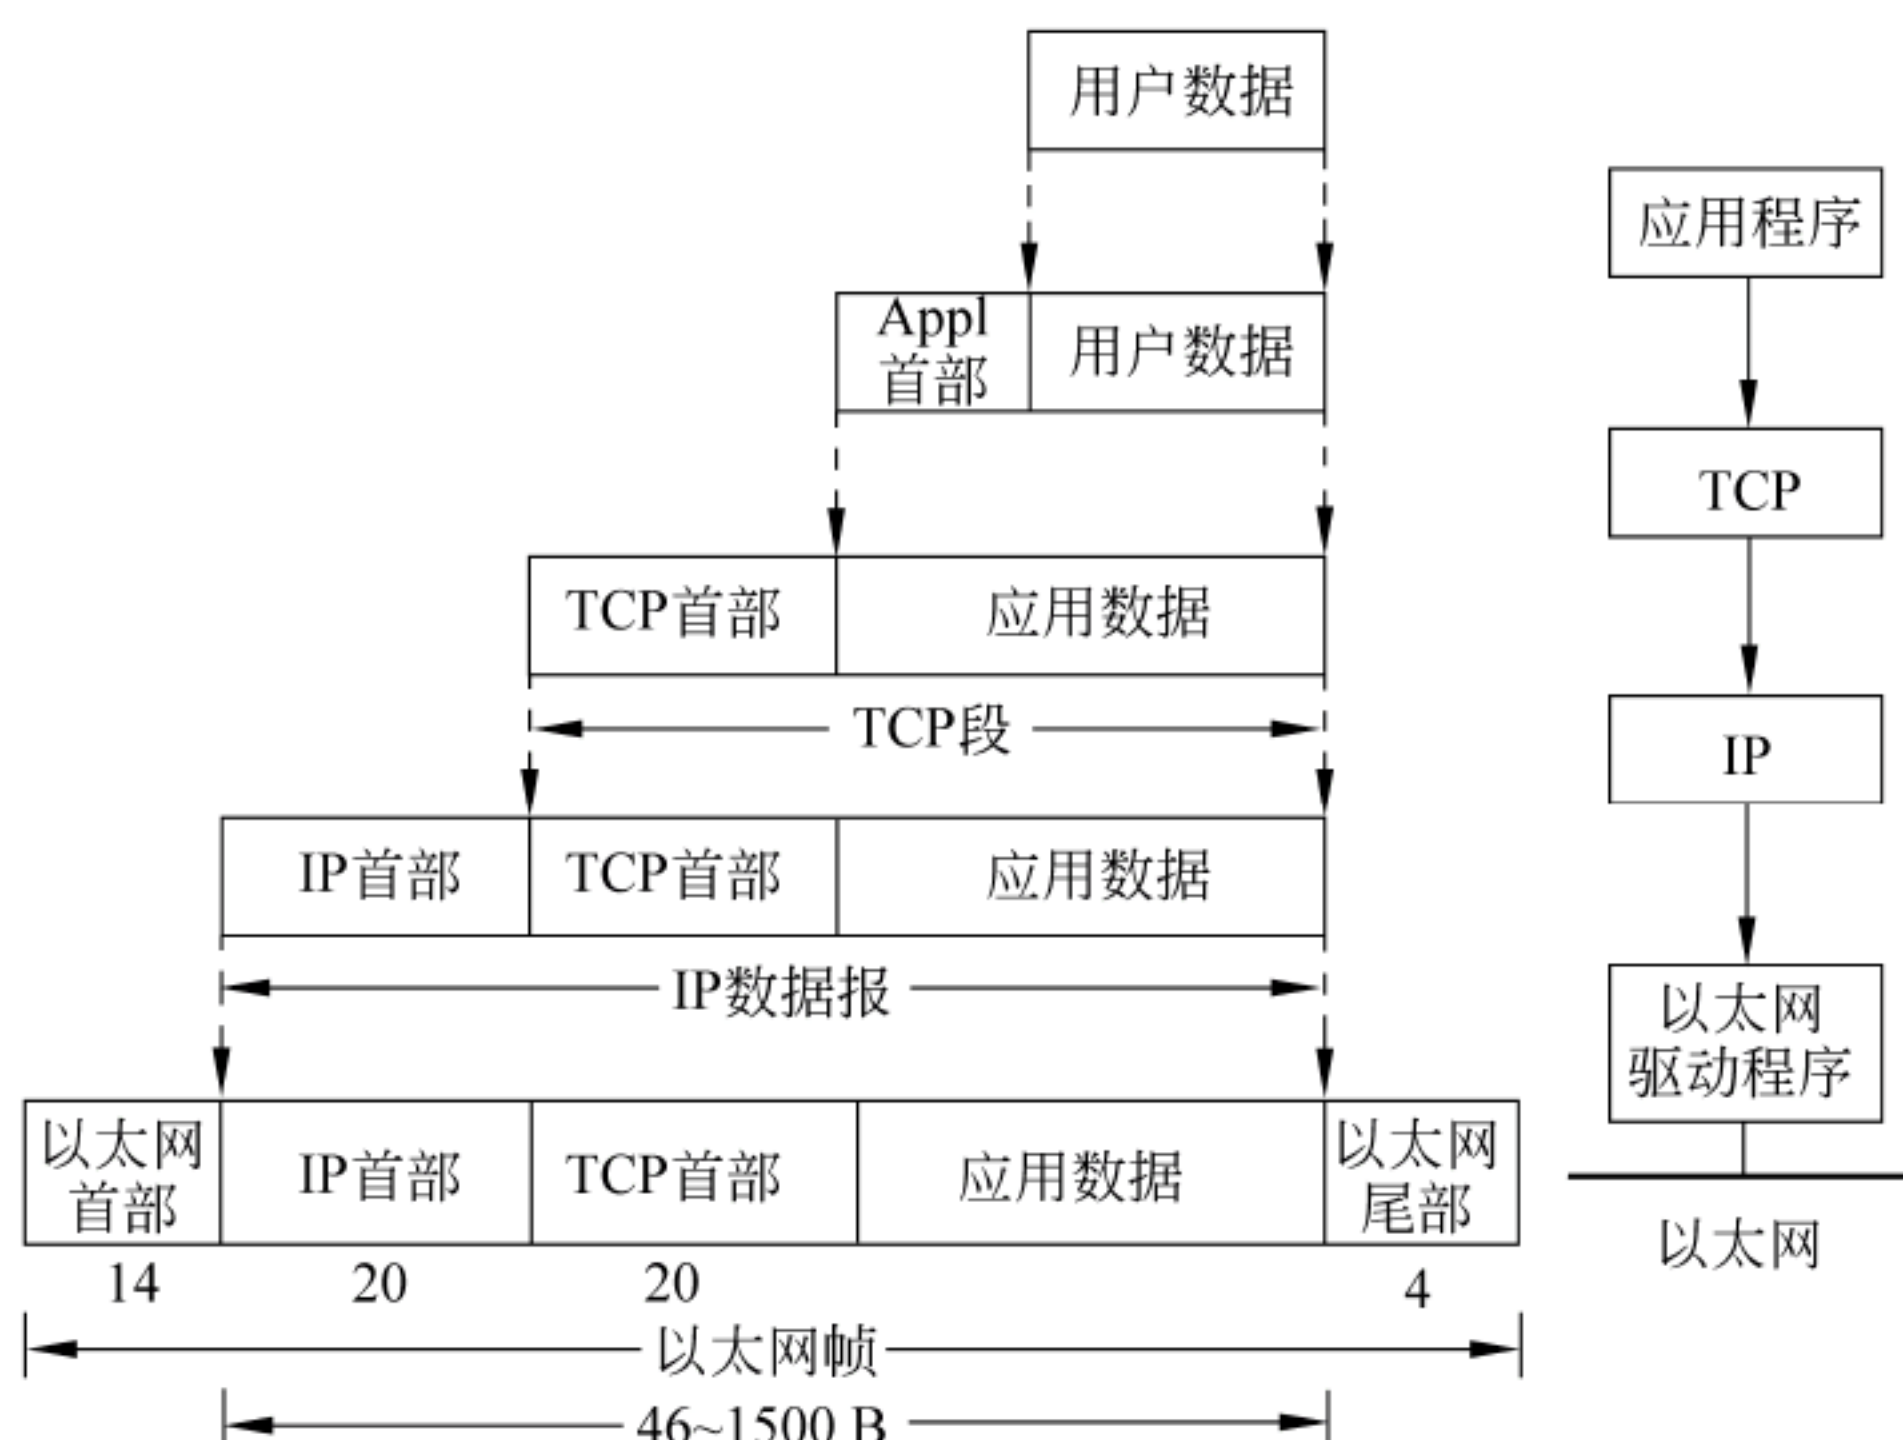 用户数据
应用程序
Appl
首部
用户数据
TCP
TCP首部
应用数据
TCP段
IP
IP首部
TCP首部
应用数据
IP数据报
以太网
驱动程序
以太网
首部
IP首部
TCP首部
应用数据
以太网
尾部
以太网
14
20
20
4
以太网帧
46~1500 B